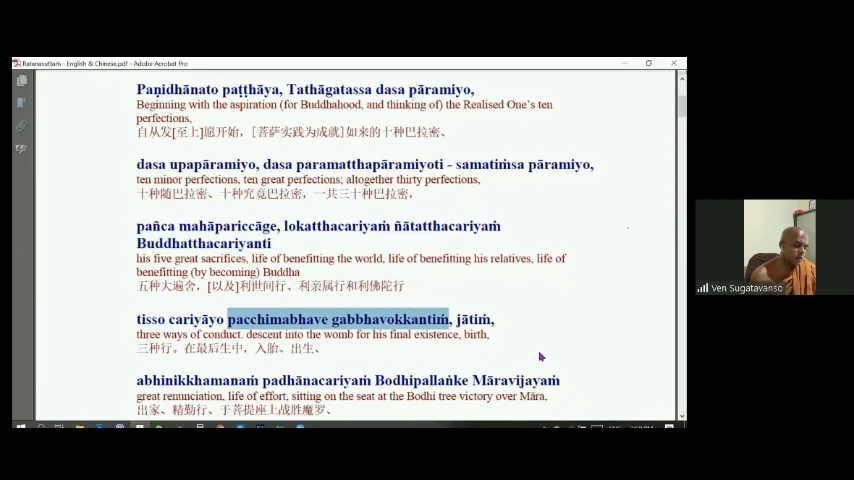 Ratanasuttaṁ - English & Chinese.pdf - Adobe Acrobat Pro
Paṇidhānato paṭṭhāya, Tathāgatassa dasa pāramiyo,
Beginning with the aspiration (for Buddhahood, and thinking of) the Realised One's ten
perfections,
自从发[至上]愿开始，[菩萨实践为成就]如来的十种巴拉密、
dasa upapāramiyo, dasa paramatthapāramiyoti - samatiṁsa pāramiyo,
ten minor perfections, ten great perfections; altogether thirty perfections,
十种随巴拉密、十种究竟巴拉密，一共三十种巴拉密，
pañca mahāpariccāge, lokatthacariyaṁ ñātatthacariyaṁ
Buddhatthacariyanti
his five great sacrifices, life of benefitting the world, life of benefitting his relatives, life of
benefitting (by becoming) Buddha
五种大遍舍，[以及]利世间行、利亲属行和利佛陀行
tisso cariyāyo pacchimabhave gabbhavokkantiṁ, jātiṁ,
three ways of conduct. descent into the womb for his final existence, birth,
三种行。在最后生中，入胎、出生、
abhinikkhamanaṁ padhānacariyaṁ Bodhipallaṅke Māravijayaṁ
great renunciation, life of effort, sitting on the seat at the Bodhi tree victory over Māra,
出家、精勤行、于菩提座上战胜魔罗、
Ven Sugatavanso